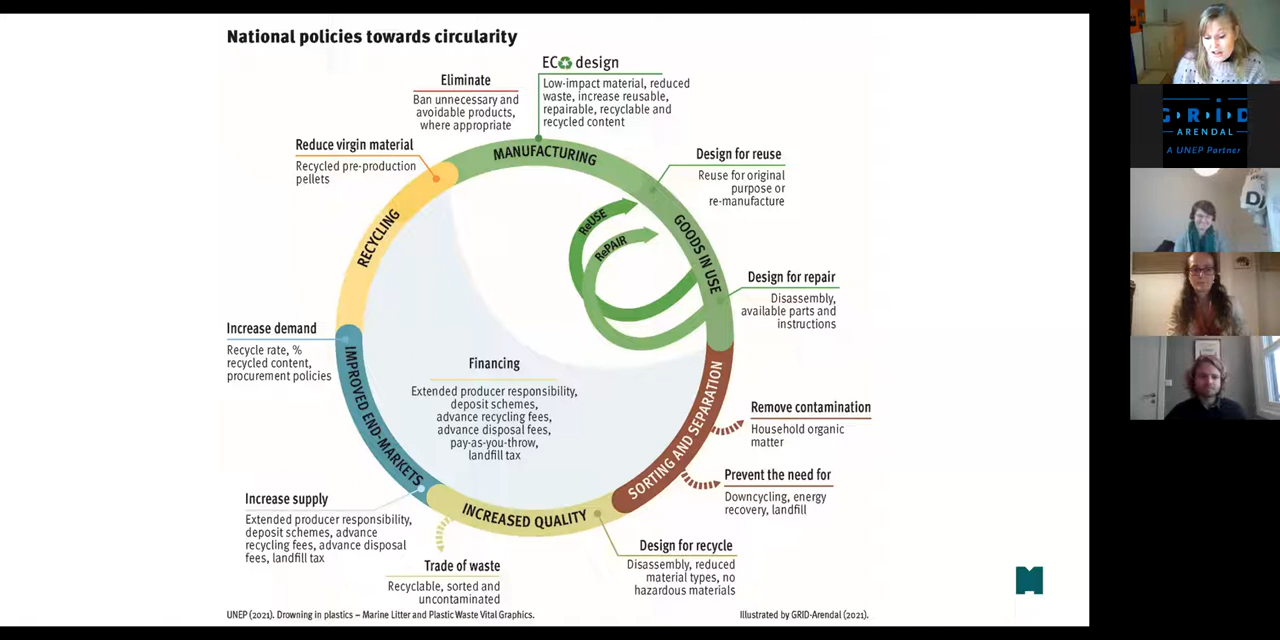 National policies towards circularity
ECO design
Low-impact material, reduced
waste, increase reusable,
repairable, recyclable and
recycled content
Eliminate
Ban unnecessary and
avoidable products,
where appropriate
Reduce virgin material
Recycled pre-production
pellets
MANUFACTURING
Design for reuse
Reuse for original
purpose or
re-manufacture
RECYCLING
ReUSE
RePAIR
GOODS IN USE
Design for repair
Disassembly,
available parts and
instructions
Increase demand
Recycle rate, %
recycled content,
procurement policies
IMPROVED END-MARKETS
Financing
Extended producer responsibility,
deposit schemes,
advance recycling fees,
advance disposal fees,
pay-as-you-throw,
landfill tax
SORTING AND SEPARATION
Remove contamination
Household organic
matter
Prevent the need for
Downcycling, energy
recovery, landfill
Increase supply
Extended producer responsibility,
deposit schemes, advance
recycling fees, advance disposal
fees, landfill tax
INCREASED QUALITY
Design for recycle
Disassembly, reduced
material types, no
hazardous materials
Trade of waste
Recyclable, sorted and
uncontaminated
UNEP (2021). Drowning in plastics – Marine Litter and Plastic Waste Vital Graphics.
Illustrated by GRID-Arendal (2021).
GRID
ARENDAL
A UNEP Partner